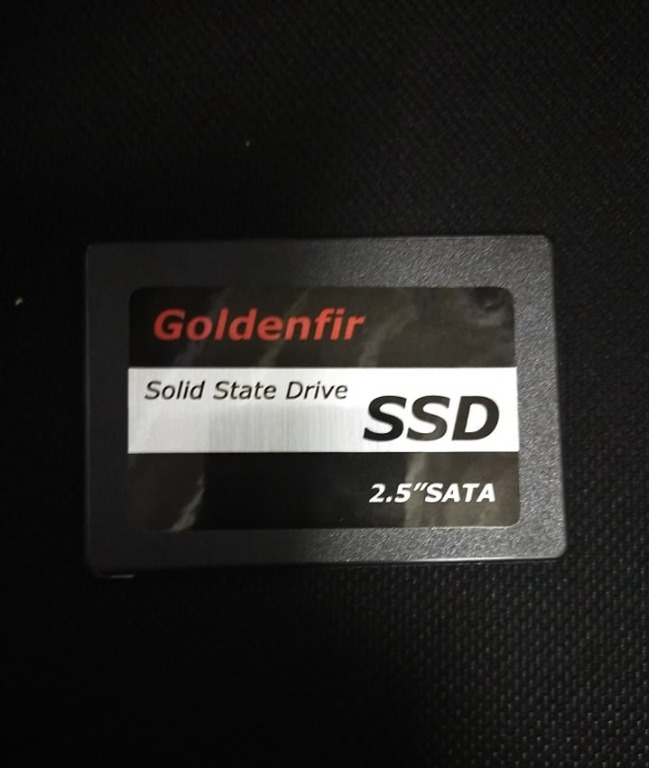 Goldenfir
Solid State Drive
SSD
2.5"SATA